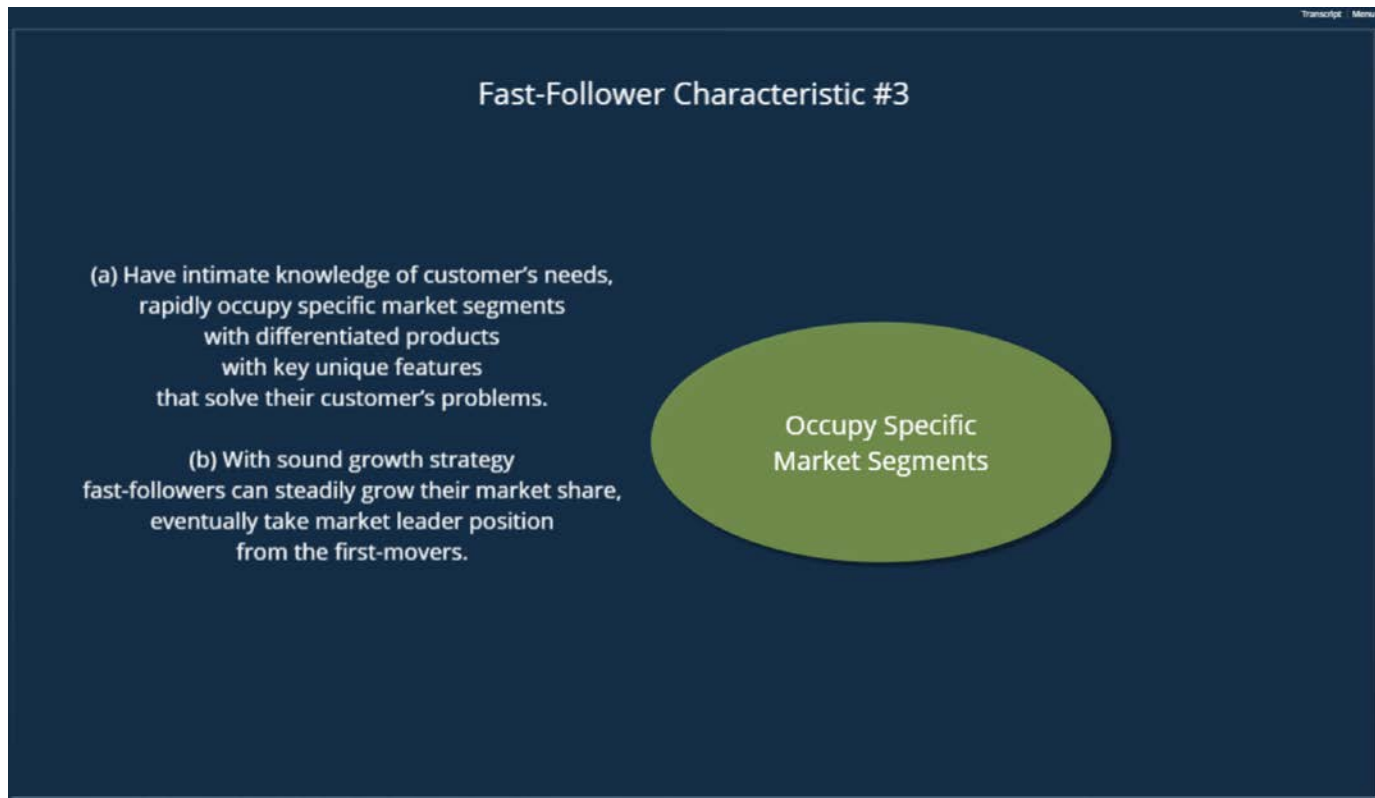 Transcript Menu
Fast-Follower Characteristic #3
(a) Have intimate knowledge of customer’s needs,
rapidly occupy specific market segments
with differentiated products
with key unique features
that solve their customer’s problems.
(b) With sound growth strategy
fast-followers can steadily grow their market share,
eventually take market leader position
from the first-movers.
Occupy Specific
Market Segments